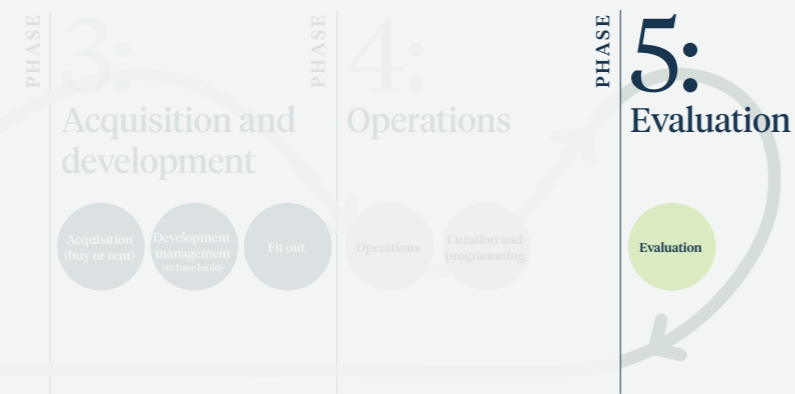 PHASE
3:
Acquisition and
development
Acquisition
(buy or rent)
Development
management
(to base build)
Fit out
PHASE
4:
Operations
Operations
Curation and
programming
PHASE
5:
Evaluation
Evaluation